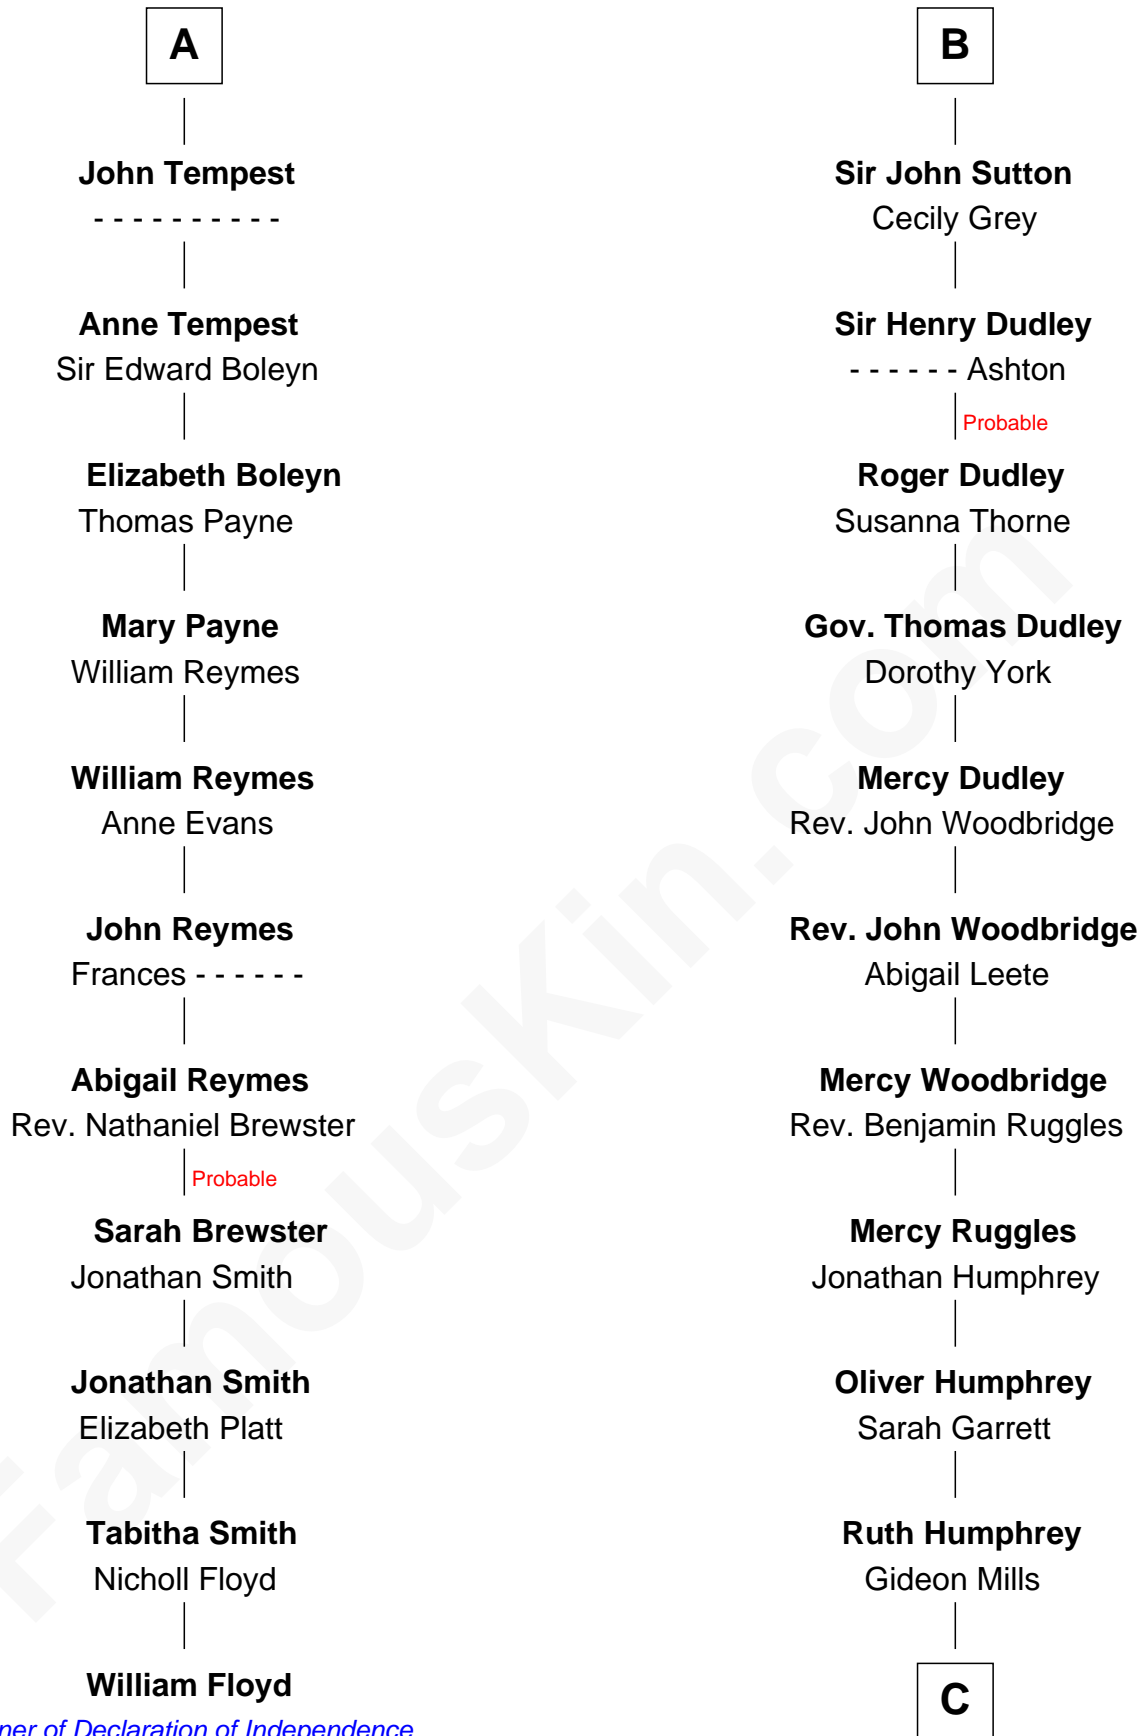 A
John Tempest
- - - - - - - - - -
Anne Tempest
Sir Edward Boleyn
Elizabeth Boleyn
Thomas Payne
Mary Payne
William Reymes
William Reymes
Anne Evans
John Reymes
Frances - - - - - -
Abigail Reymes
Rev. Nathaniel Brewster
Probable
Sarah Brewster
Jonathan Smith
Jonathan Smith
Elizabeth Platt
Tabitha Smith
Nicholl Floyd
William Floyd
of Declaration of Independence
B
Sir John Sutton
Cecily Grey
Sir Henry Dudley
- - - - - - Ashton
Probable
Roger Dudley
Susanna Thorne
Gov. Thomas Dudley
Dorothy York
Mercy Dudley
Rev. John Woodbridge
Rev. John Woodbridge
Abigail Leete
Mercy Woodbridge
Rev. Benjamin Ruggles
Mercy Ruggles
Jonathan Humphrey
Oliver Humphrey
Sarah Garrett
Ruth Humphrey
Gideon Mills
C
FamousKin.com